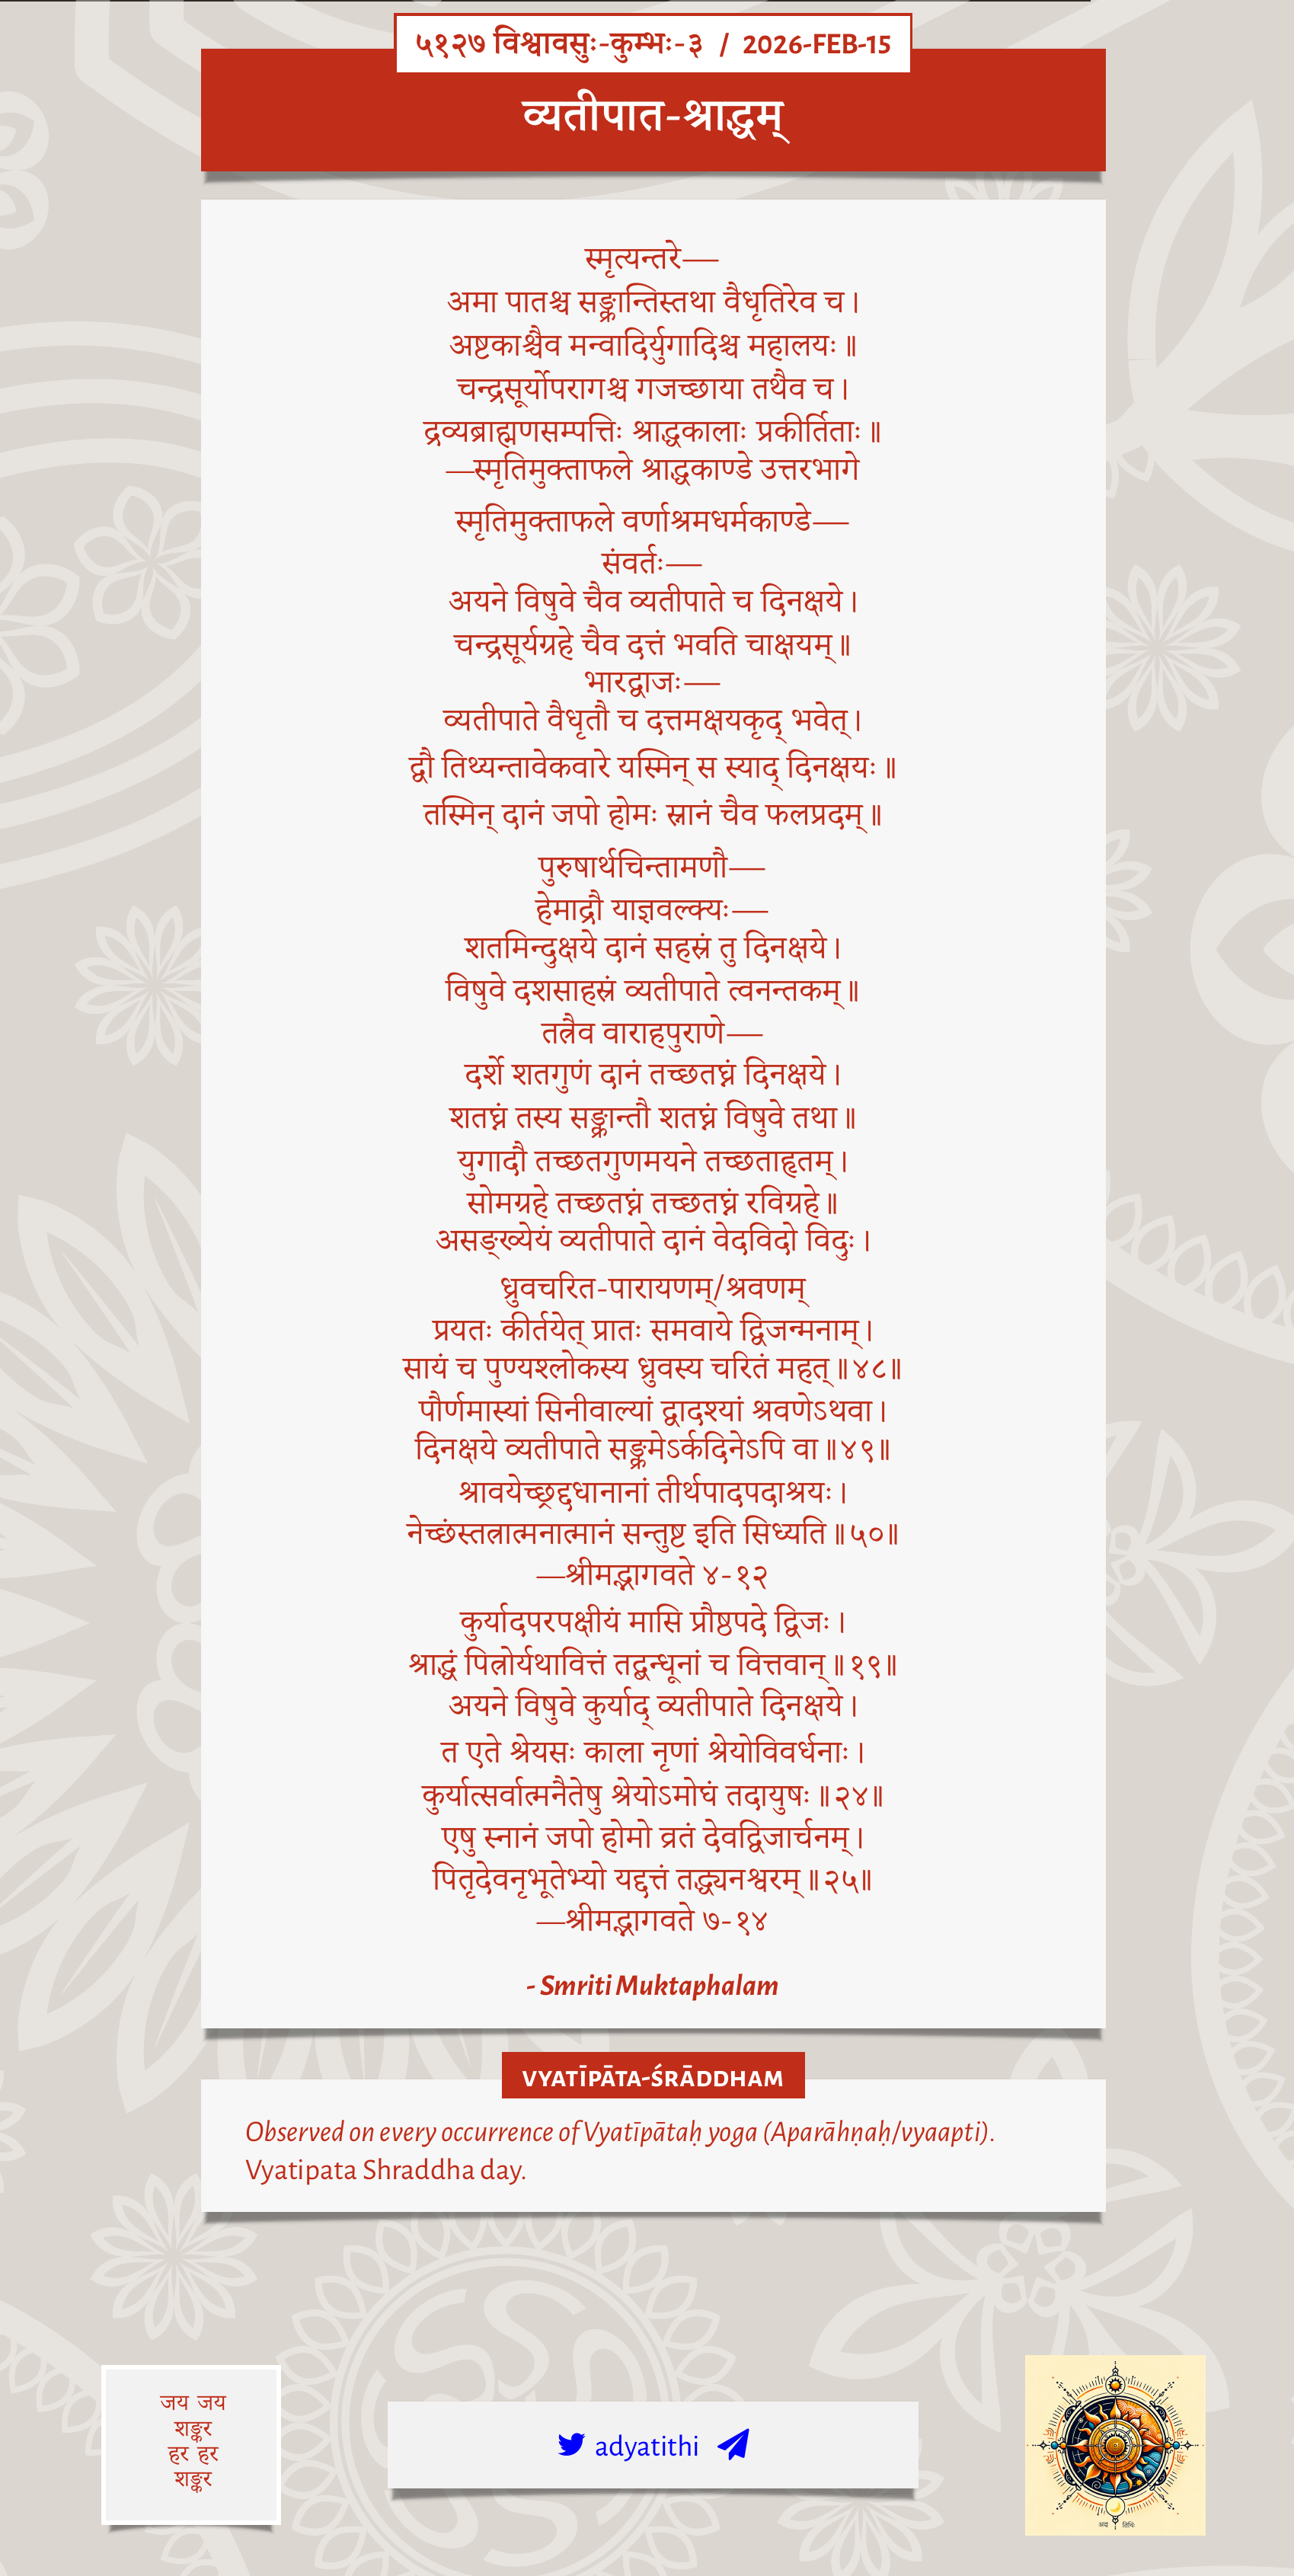 ५१२७ विश्वावसुः-कुम्भः-३ / 2026-FEB-15
व्यतीपात-श्राद्धम्
स्मृत्यन्तरे—
अमा पातश्च सङ्क्रान्तिस्तथा वैधृतिरेव च।
अष्टकाश्चैव मन्वादिर्युगादिश्च महालयः॥
चन्द्रसूर्योपरागश्च गजच्छाया तथैव च।
द्रव्यब्राह्मणसम्पत्तिः श्राद्धकालाः प्रकीर्तिताः॥
—स्मृतिमुक्ताफले श्राद्धकाण्डे उत्तरभागे
स्मृतिमुक्ताफले वर्णाश्रमधर्मकाण्डे—
संवर्तः—
अयने विषुवे चैव व्यतीपाते च दिनक्षये।
चन्द्रसूर्यग्रहे चैव दत्तं भवति चाक्षयम्॥
भारद्वाजः—
व्यतीपाते वैधृतौ च दत्तमक्षयकृद् भवेत्।
द्वौ तिथ्यन्तावेकवारे यस्मिन् स स्याद् दिनक्षयः॥
तस्मिन् दानं जपो होमः स्नानं चैव फलप्रदम्॥
पुरुषार्थचिन्तामणौ—
हेमाद्रौ याज्ञवल्क्यः—
शतमिन्दुक्षये दानं सहस्रं तु दिनक्षये।
विषुवे दशसाहस्रं व्यतीपाते त्वनन्तकम्॥
तत्रैव वाराहपुराणे—
दर्शे शतगुणं दानं तच्छतघ्नं दिनक्षये।
शतघ्नं तस्य सङ्क्रान्तौ शतघ्नं विषुवे तथा॥
युगादौ तच्छतगुणमयने तच्छताहृतम्।
सोमग्रहे तच्छतघ्नं तच्छतघ्नं रविग्रहे॥
असङ्ख्येयं व्यतीपाते दानं वेदविदो विदुः।
ध्रुवचरित-पारायणम्/श्रवणम्
प्रयतः कीर्तयेत् प्रातः समवाये द्विजन्मनाम्।
सायं च पुण्यश्लोकस्य ध्रुवस्य चरितं महत्॥४८॥
पौर्णमास्यां सिनीवाल्यां द्वादश्यां श्रवणेऽथवा।
दिनक्षये व्यतीपाते सङ्क्रमेऽर्कदिनेऽपि वा॥४९॥
श्रावयेच्छ्रद्दधानानां तीर्थपादपदाश्रयः।
नेच्छंस्तत्रात्मनात्मानं सन्तुष्ट इति सिध्यति॥५०॥
—श्रीमद्भागवते ४-१२
कुर्यादपरपक्षीयं मासि प्रौष्ठपदे द्विजः।
श्राद्धं पित्रोर्यथावित्तं तद्बन्धूनां च वित्तवान्॥१९॥
अयने विषुवे कुर्याद् व्यतीपाते दिनक्षये।
त एते श्रेयसः काला नृणां श्रेयोविवर्धनाः।
कुर्यात्सर्वात्मनैतेषु श्रेयोऽमोघं तदायुषः॥२४॥
एषु स्नानं जपो होमो व्रतं देवद्विजार्चनम्।
पितृदेवनृभूतेभ्यो यद्दत्तं तद्ध्यनश्वरम्॥२५॥
—श्रीमद्भागवते ७-१४
- Smriti Muktaphalam
VYATĪPĀTA-ŚRĀDDHAM
Observed on every occurrence of Vyatīpātaḥ yoga (Aparāhṇaḥ/vyaapti).
Vyatipata Shraddha day.
जय जय
शङ्कर
हर हर
शङ्कर
adyatithi
अद्य तिथिः